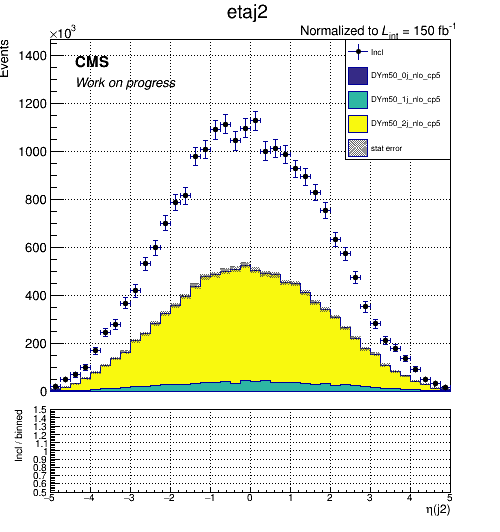 etaj2
×10³
Normalized to L_int = 150 fb⁻¹
Events
CMS
Work on progress
Incl
DYm50_0j_nlo_cp5
DYm50_1j_nlo_cp5
DYm50_2j_nlo_cp5
stat error
1400
1200
1000
800
600
400
200
0
Incl / binned
1.5
1.4
1.3
1.2
1.1
1
0.9
0.8
0.7
0.6
0.5
−5 −4 −3 −2 −1 0 1 2 3 4 5
η(j2)